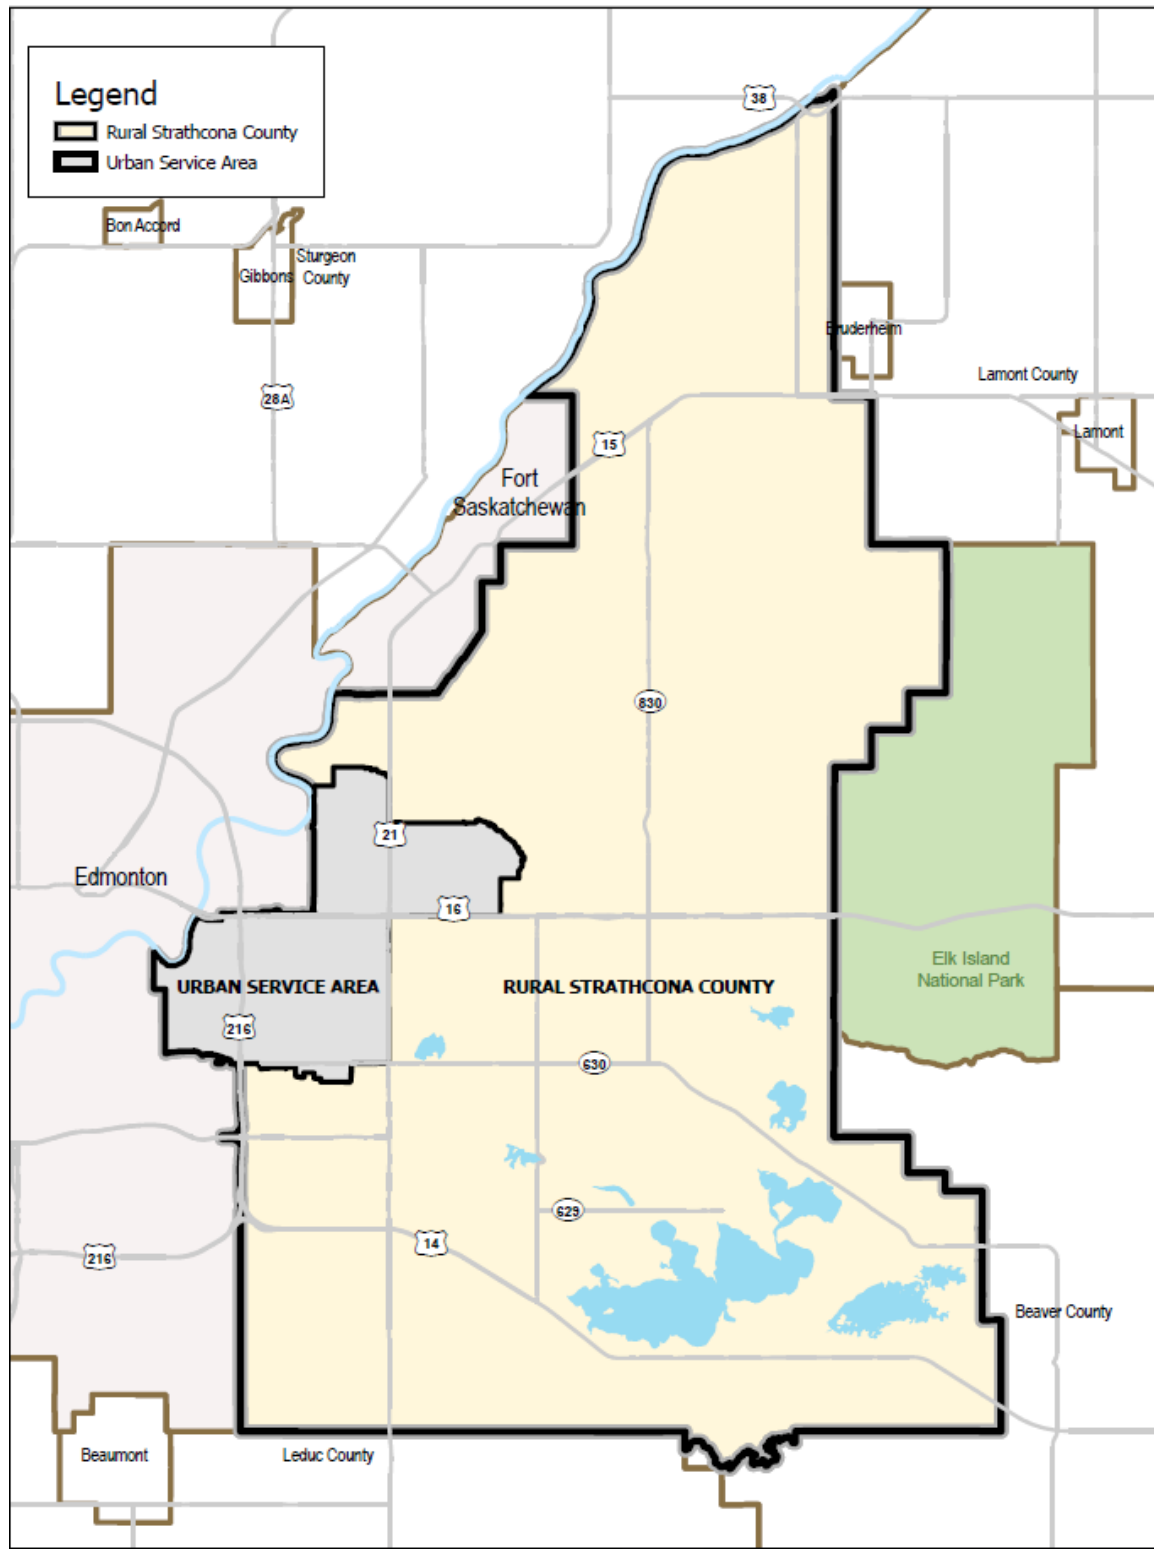 Legend
Rural Strathcona County
Urban Service Area
38
Bon Accord
Gibbons
Sturgeon
County
Bruderheim
Lamont County
28A
Lamont
15
Fort
Saskatchewan
830
21
Edmonton
16
Elk Island
National Park
URBAN SERVICE AREA
RURAL STRATHCONA COUNTY
216
630
629
14
216
Beaver County
Beaumont
Leduc County